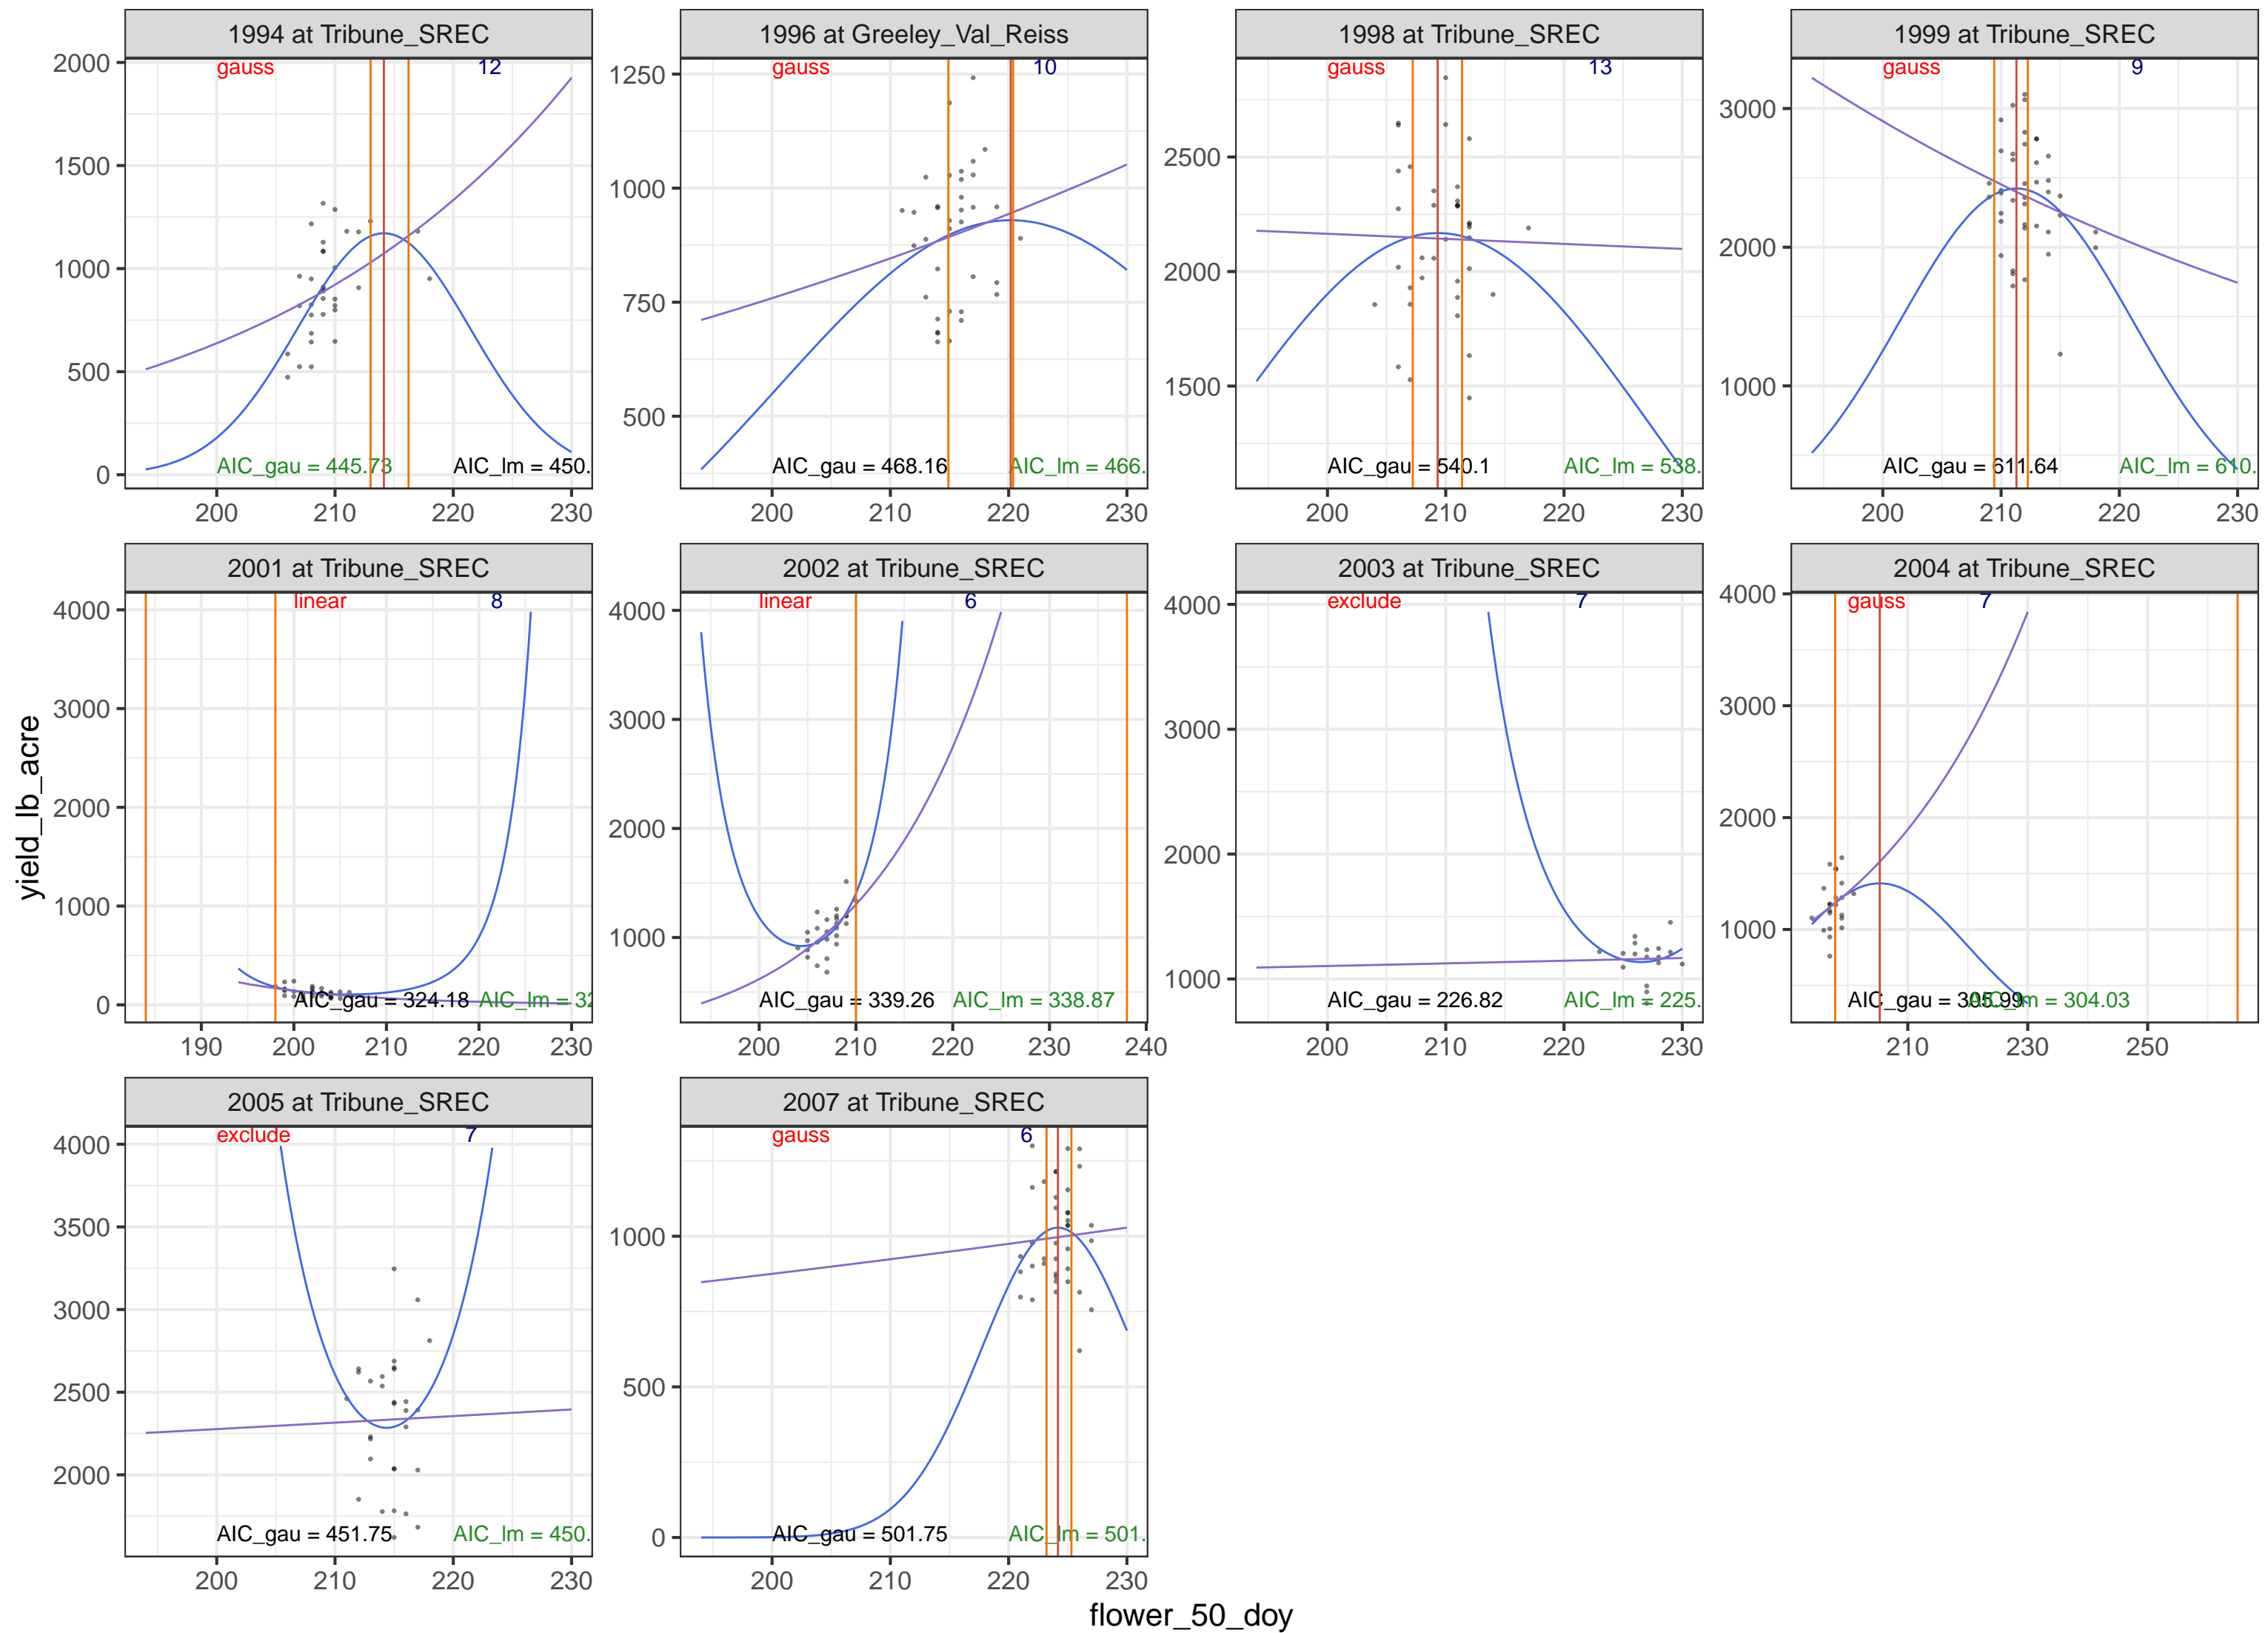 1994 at Tribune_SREC
1996 at Greeley_Val_Reiss
1998 at Tribune_SREC
1999 at Tribune_SREC
gauss 12
2000
1500
1000
500
0
AIC_gau = 445.73 AIC_lm = 450.
200 210 220 230
gauss 10
1250
1000
750
500
AIC_gau = 468.16 AIC_lm = 466.
200 210 220 230
gauss 13
2500
2000
1500
AIC_gau = 540.1 AIC_lm = 538.
200 210 220 230
gauss 9
3000
2000
1000
AIC_gau = 611.64 AIC_lm = 610.
200 210 220 230
2001 at Tribune_SREC
2002 at Tribune_SREC
2003 at Tribune_SREC
2004 at Tribune_SREC
linear 8
4000
3000
2000
1000
0
AIC_gau = 324.18 AIC_lm = 32
190 200 210 220 230
linear 6
4000
3000
2000
1000
AIC_gau = 339.26 AIC_lm = 338.87
200 210 220 230 240
exclude 7
4000
3000
2000
1000
AIC_gau = 226.82 AIC_lm = 225.
200 210 220 230
gauss 7
4000
3000
2000
1000
AIC_gau = 305.99 AIC_lm = 304.03
210 230 250
2005 at Tribune_SREC
2007 at Tribune_SREC
exclude 7
4000
3500
3000
2500
2000
AIC_gau = 451.75 AIC_lm = 450.
200 210 220 230
gauss 6
1000
500
0
AIC_gau = 501.75 AIC_lm = 501.
200 210 220 230
yield_lb_acre
flower_50_doy